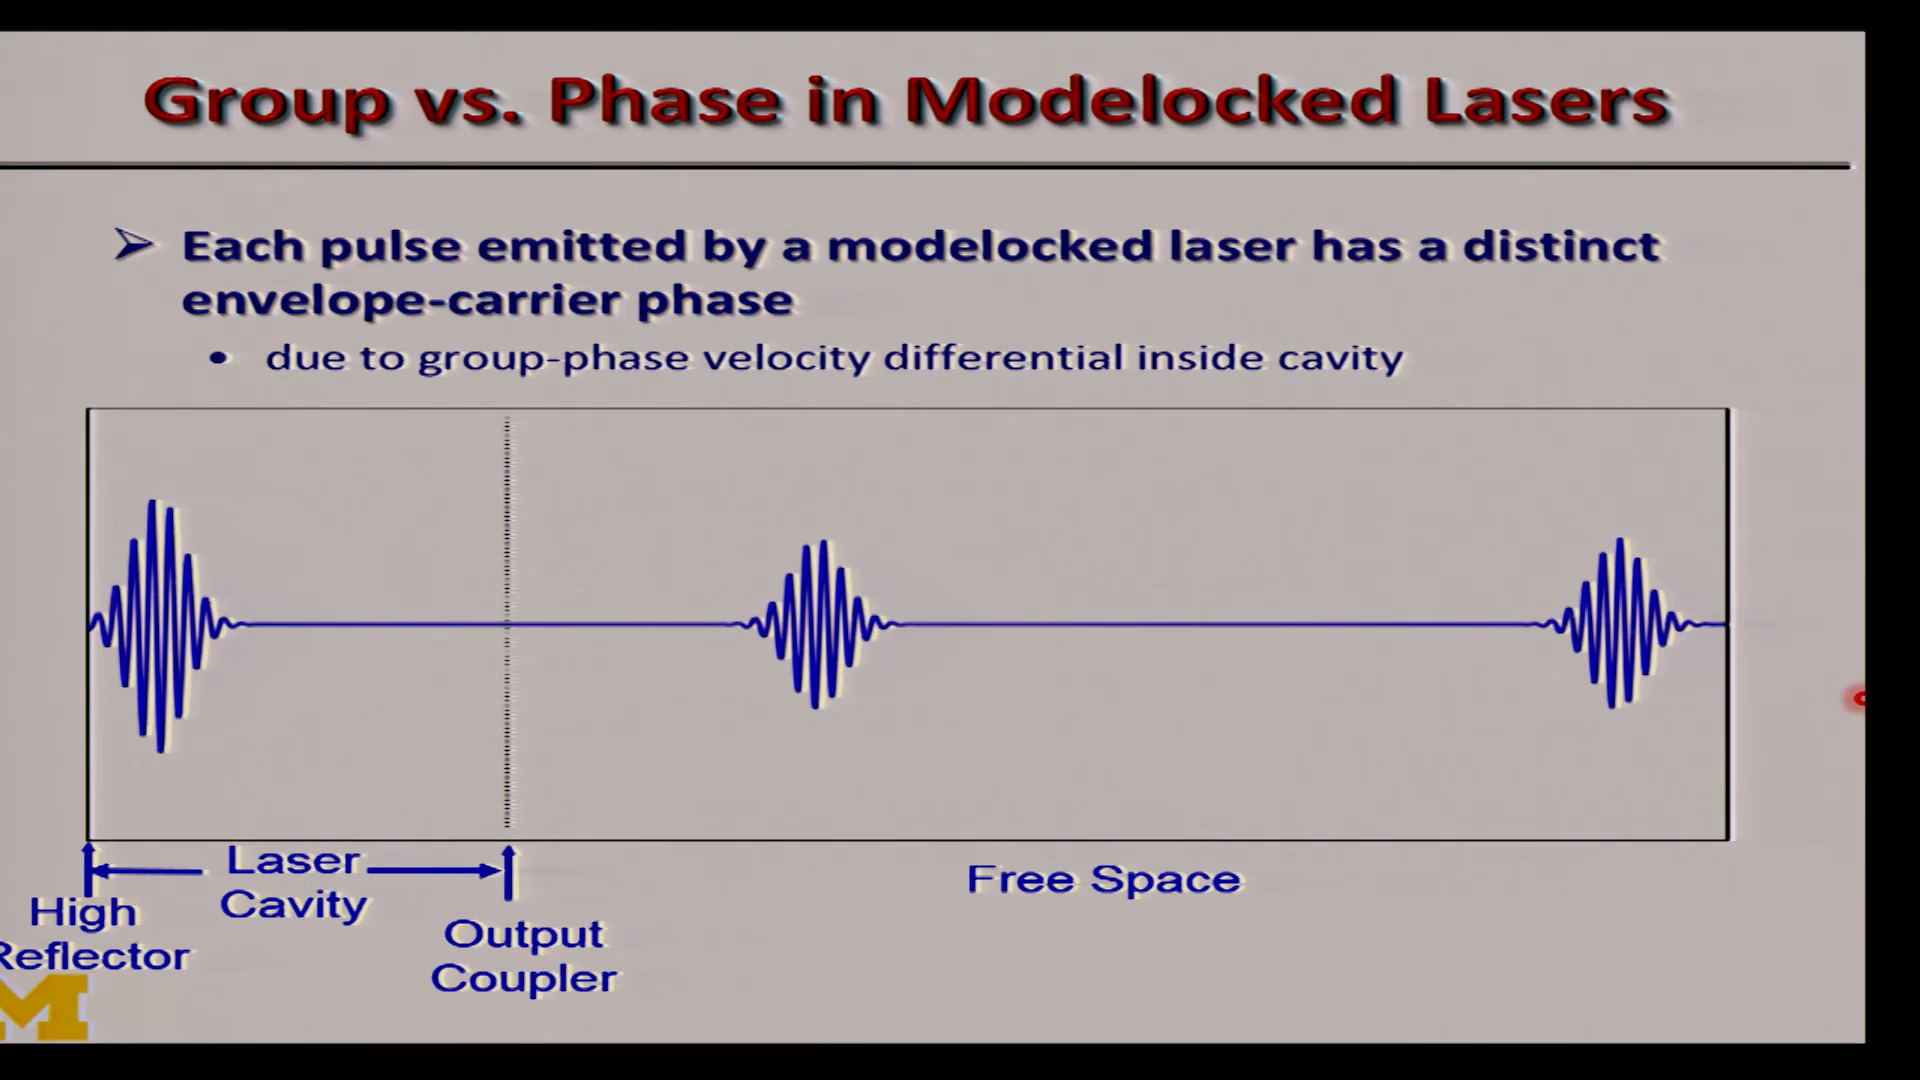 Group vs. Phase in Modelocked Lasers
Each pulse emitted by a modelocked laser has a distinct
envelope-carrier phase
due to group-phase velocity differential inside cavity
Laser
Cavity
High
Reflector
Output
Coupler
Free Space
M